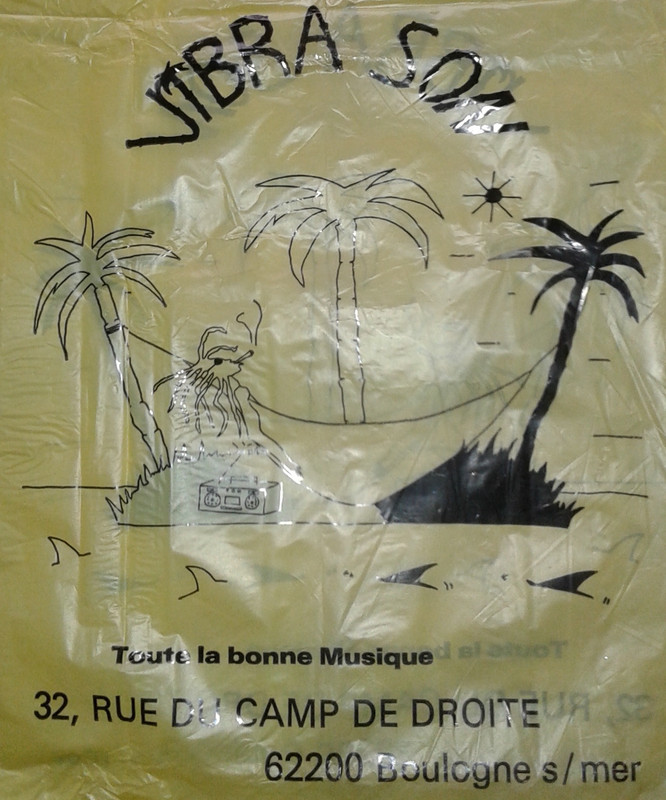 VIBRA SON
Toute la bonne Musique
32, RUE DU CAMP DE DROITE
62200 Boulogne s/mer